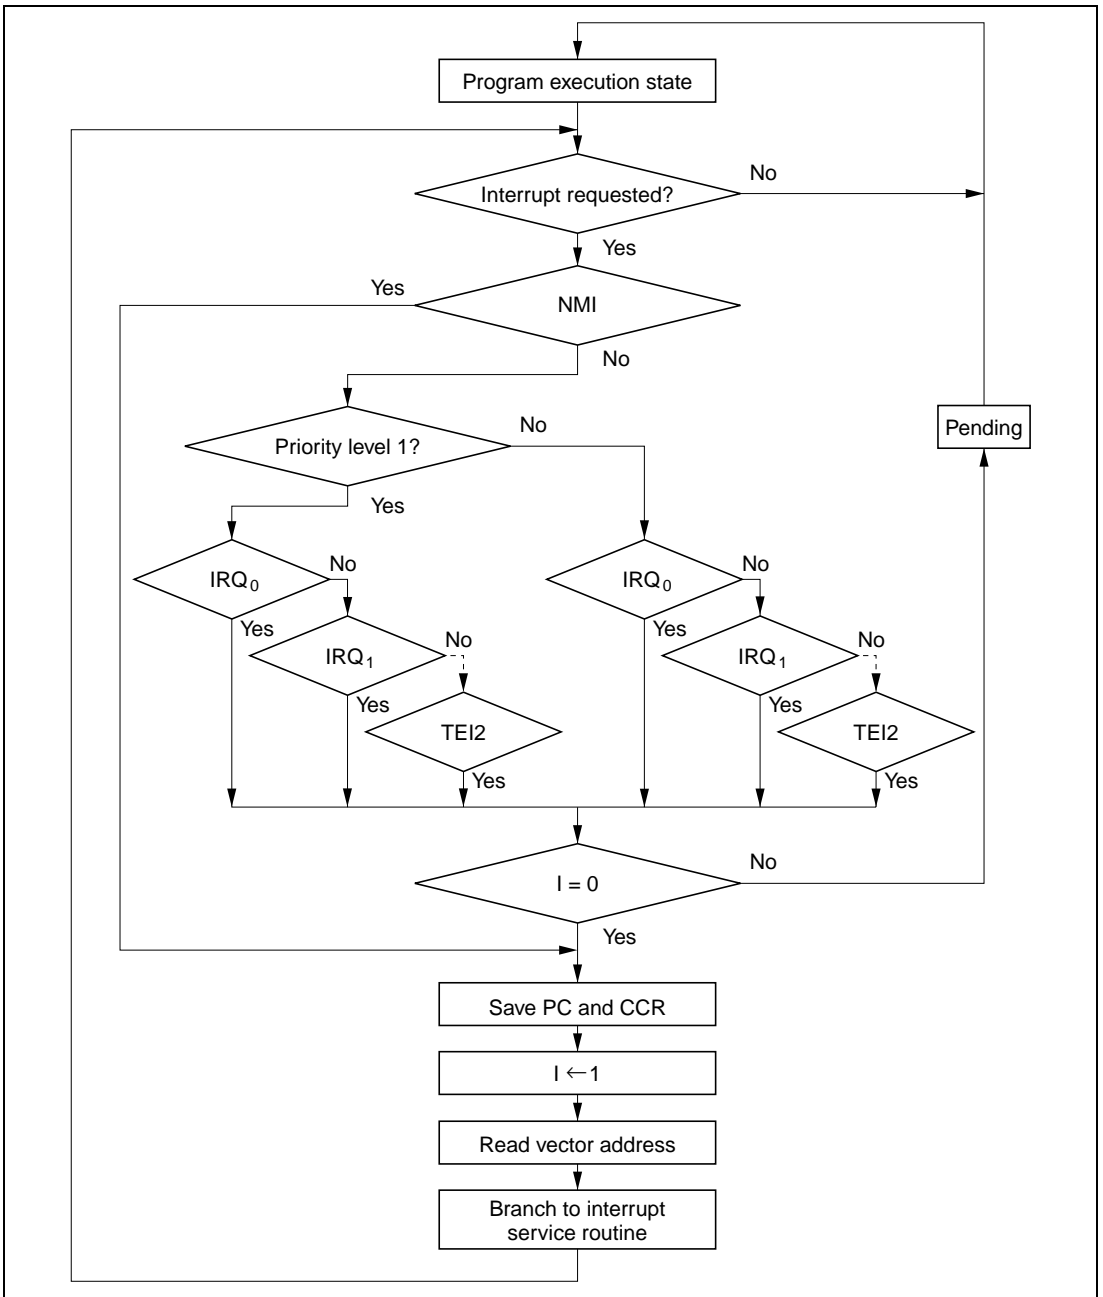 Program execution state
Interrupt requested?
No
Yes
NMI
Yes
No
Priority level 1?
No
Yes
Pending
IRQ0
No
Yes
IRQ1
No
Yes
TEI2
Yes
IRQ0
No
Yes
IRQ1
No
Yes
TEI2
Yes
I = 0
No
Yes
Save PC and CCR
I ←1
Read vector address
Branch to interrupt
service routine